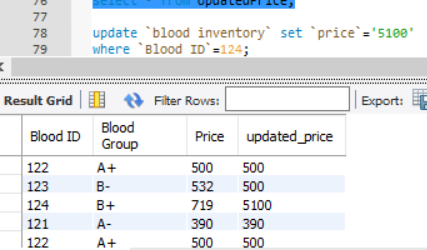 76 select * from updatedPrice;
77
78 update `blood inventory` set `price`='5100'
79 where `Blood ID`=124;
Result Grid Filter Rows: Export:
Blood ID Blood Group Price updated_price
122 A+ 500 500
123 B- 532 500
124 B+ 719 5100
121 A- 390 390
122 A+ 500 500